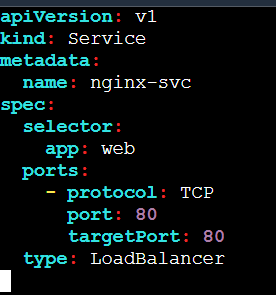 apiVersion: v1
kind: Service
metadata:
  name: nginx-svc
spec:
  selector:
    app: web
  ports:
    - protocol: TCP
      port: 80
      targetPort: 80
  type: LoadBalancer